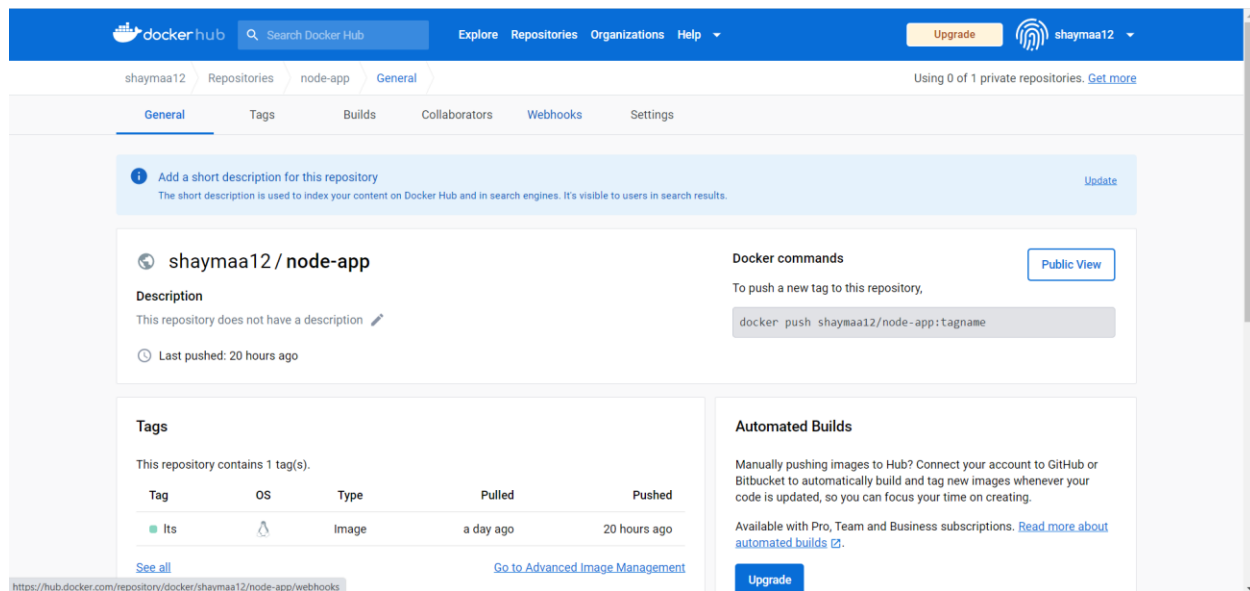 dockerhub Search Docker Hub Explore Repositories Organizations Help Upgrade shaymaa12
shaymaa12 Repositories node-app General Using 0 of 1 private repositories. Get more
General Tags Builds Collaborators Webhooks Settings
Add a short description for this repository
The short description is used to index your content on Docker Hub and in search engines. It's visible to users in search results.
Update
shaymaa12 / node-app
Description
This repository does not have a description
Last pushed: 20 hours ago
Docker commands
Public View
To push a new tag to this repository,
docker push shaymaa12/node-app:tagname
Tags
This repository contains 1 tag(s).
Tag OS Type Pulled Pushed
lts Image a day ago 20 hours ago
See all Go to Advanced Image Management
Automated Builds
Manually pushing images to Hub? Connect your account to GitHub or
Bitbucket to automatically build and tag new images whenever your
code is updated, so you can focus your time on creating.
Available with Pro, Team and Business subscriptions. Read more about
automated builds.
Upgrade
https://hub.docker.com/repository/docker/shaymaa12/node-app/webhooks